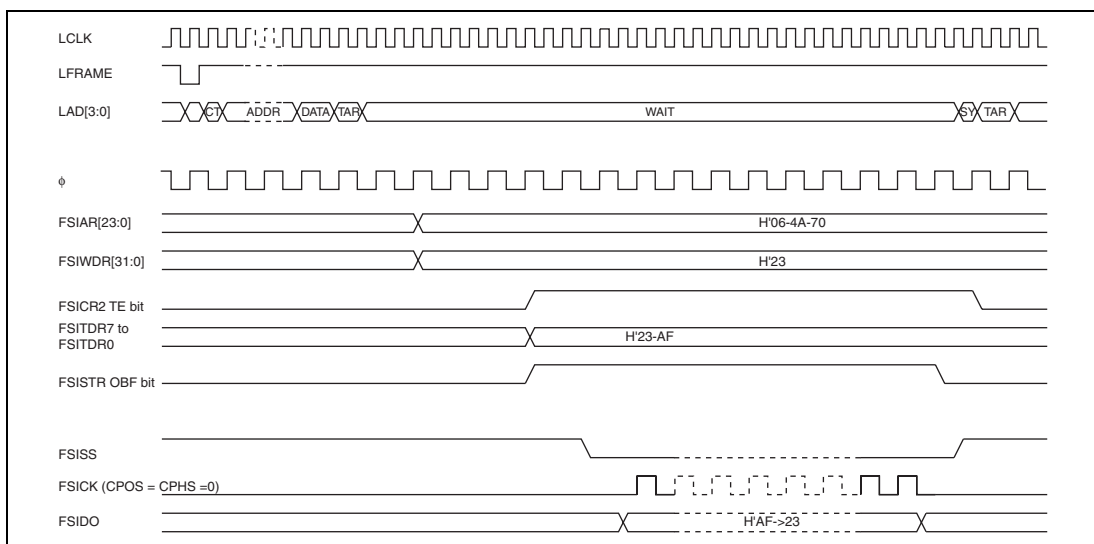 LCLK
LFRAME
LAD[3:0] CT ADDR DATA TAR WAIT SY TAR
ϕ
FSIAR[23:0] H'06-4A-70
FSIWDR[31:0] H'23
FSICR2 TE bit
FSITDR7 to
FSITDR0 H'23-AF
FSISTR OBF bit
FSISS
FSICK (CPOS = CPHS =0)
FSIDO H'AF->23